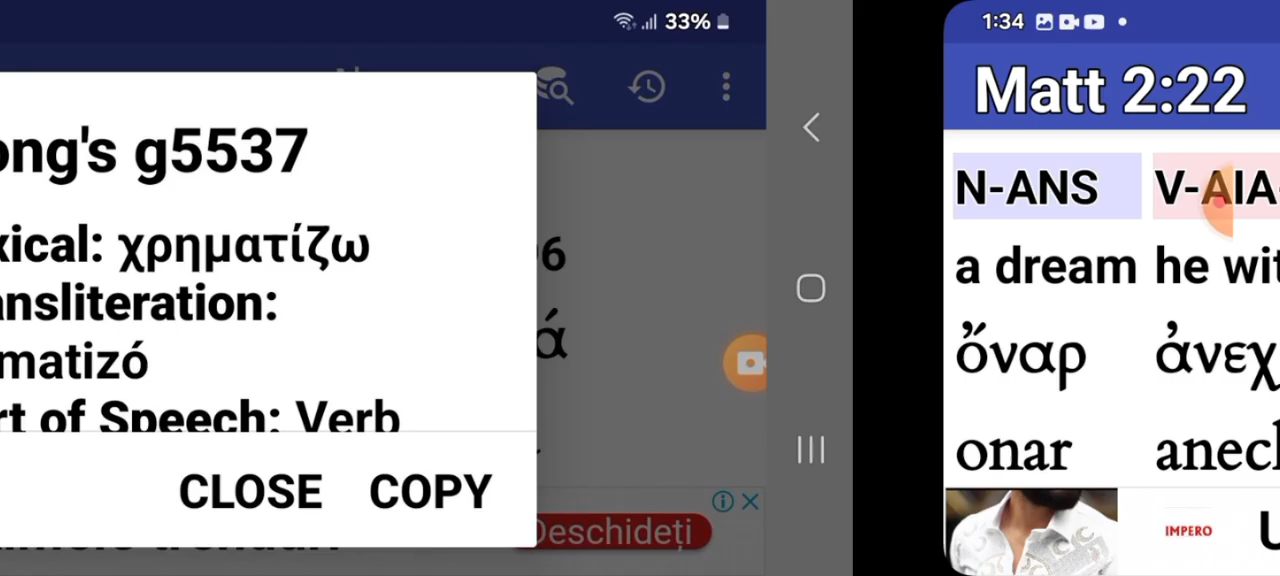 33%
ong's g5537
xical: χρηματίζω
ansliteration:
matizó
rt of Speech: Verb
CLOSE COPY
6
ά
Deschideți
1:34
Matt 2:22
N-ANS V-AIA-
a dream he wit
ὄναρ ἀνεχ
onar anech
IMPERO U